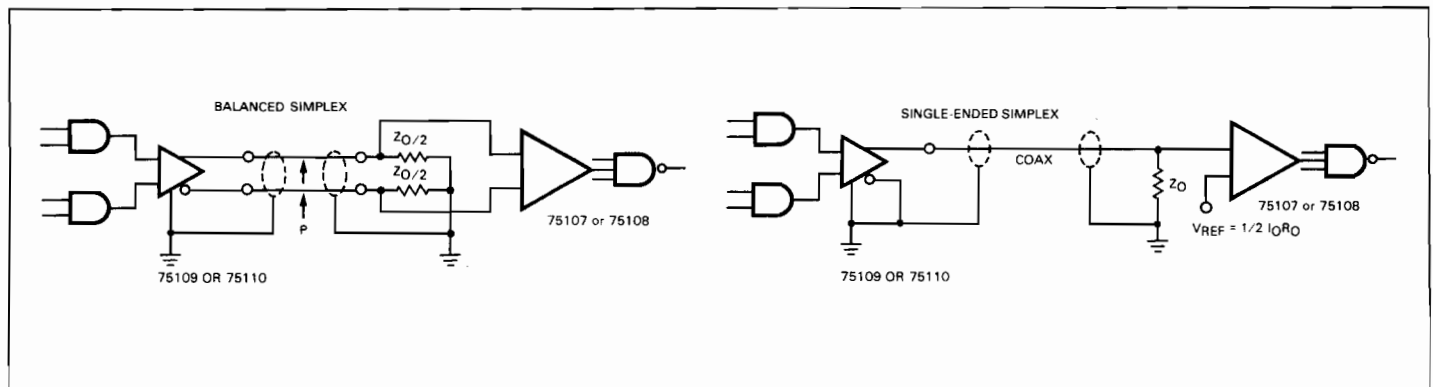 BALANCED SIMPLEX
ZO/2
ZO/2
P
75109 OR 75110
75107 or 75108
SINGLE-ENDED SIMPLEX
COAX
ZO
75109 OR 75110
75107 or 75108
VREF = 1/2 IORO